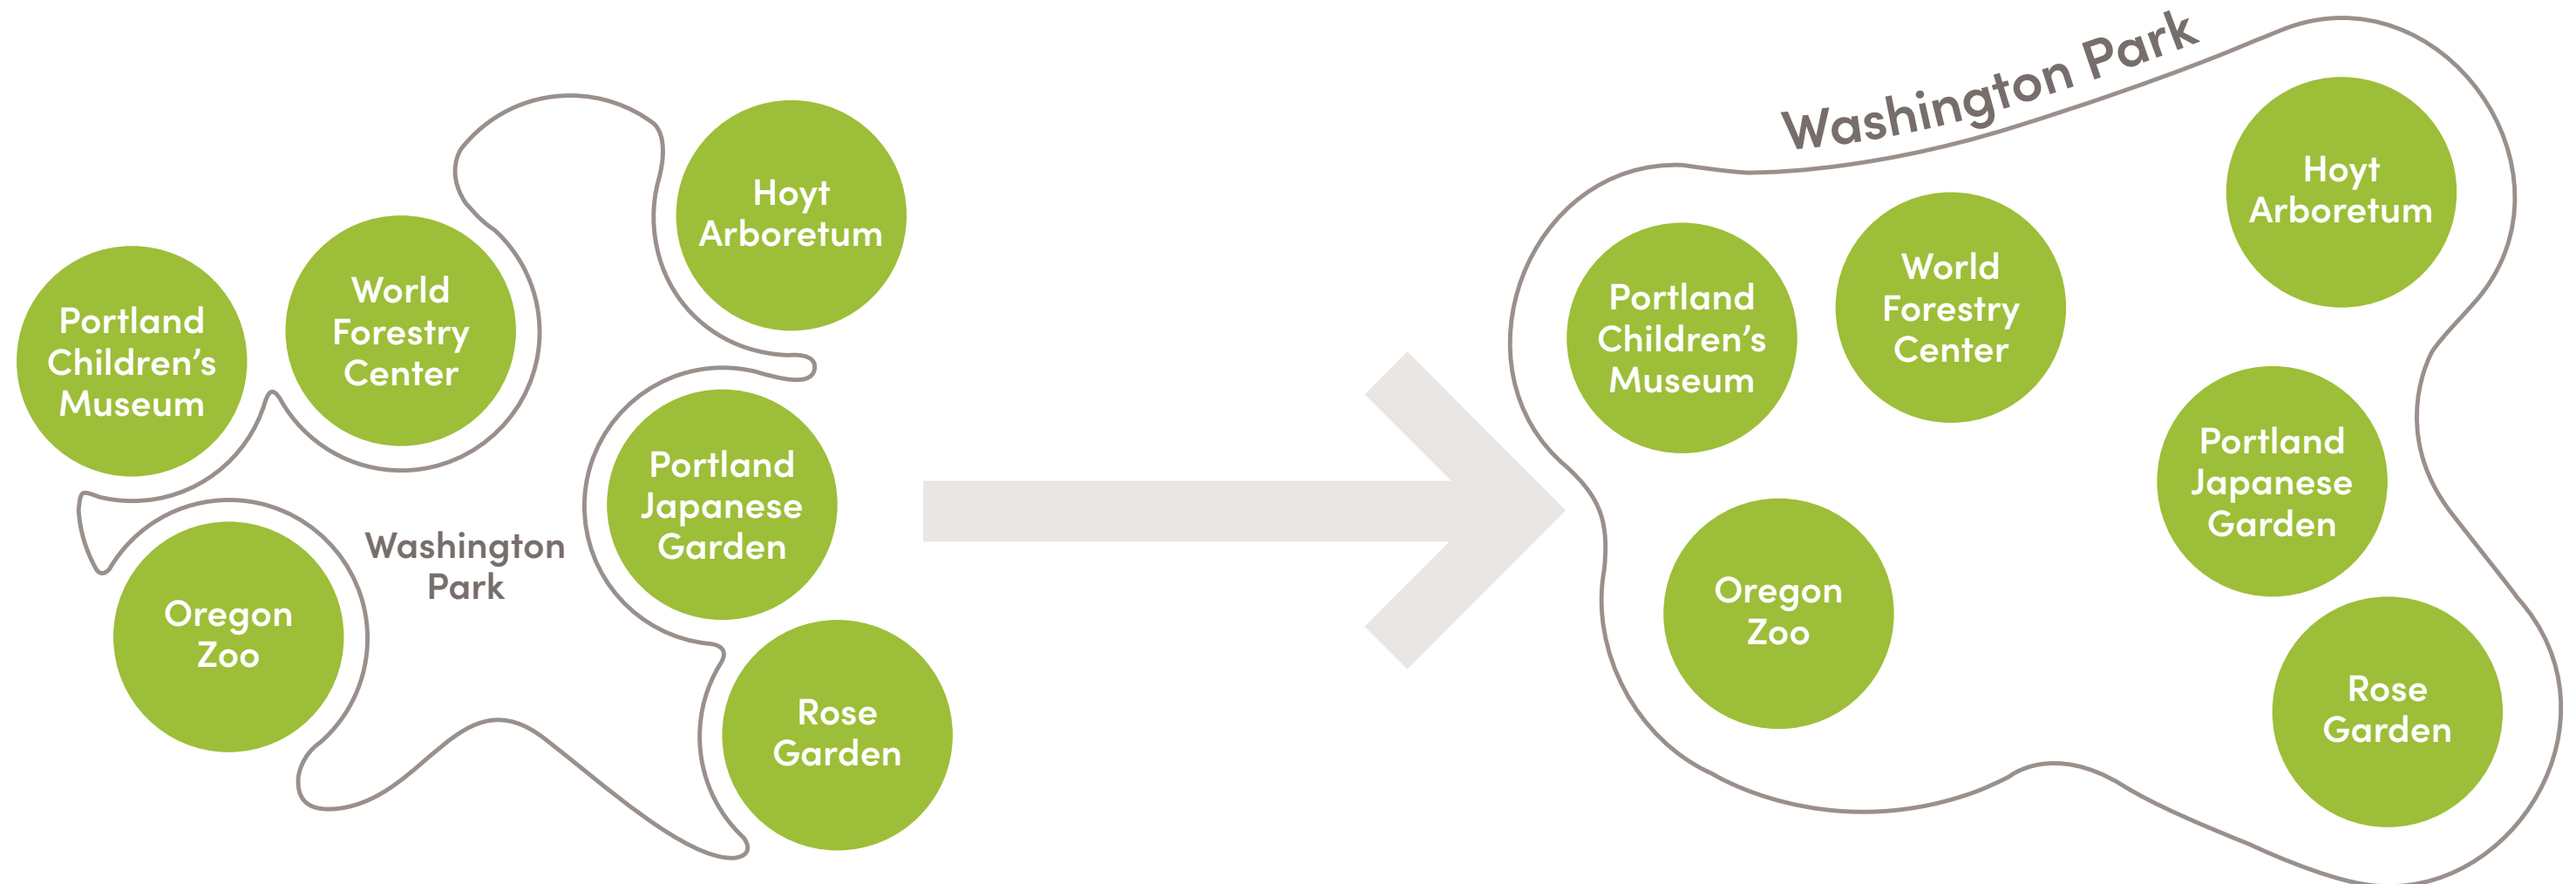 Portland
Children’s
Museum
World
Forestry
Center
Hoyt
Arboretum
Portland
Japanese
Garden
Washington
Park
Oregon
Zoo
Rose
Garden
Washington Park
Portland
Children’s
Museum
World
Forestry
Center
Hoyt
Arboretum
Portland
Japanese
Garden
Oregon
Zoo
Rose
Garden